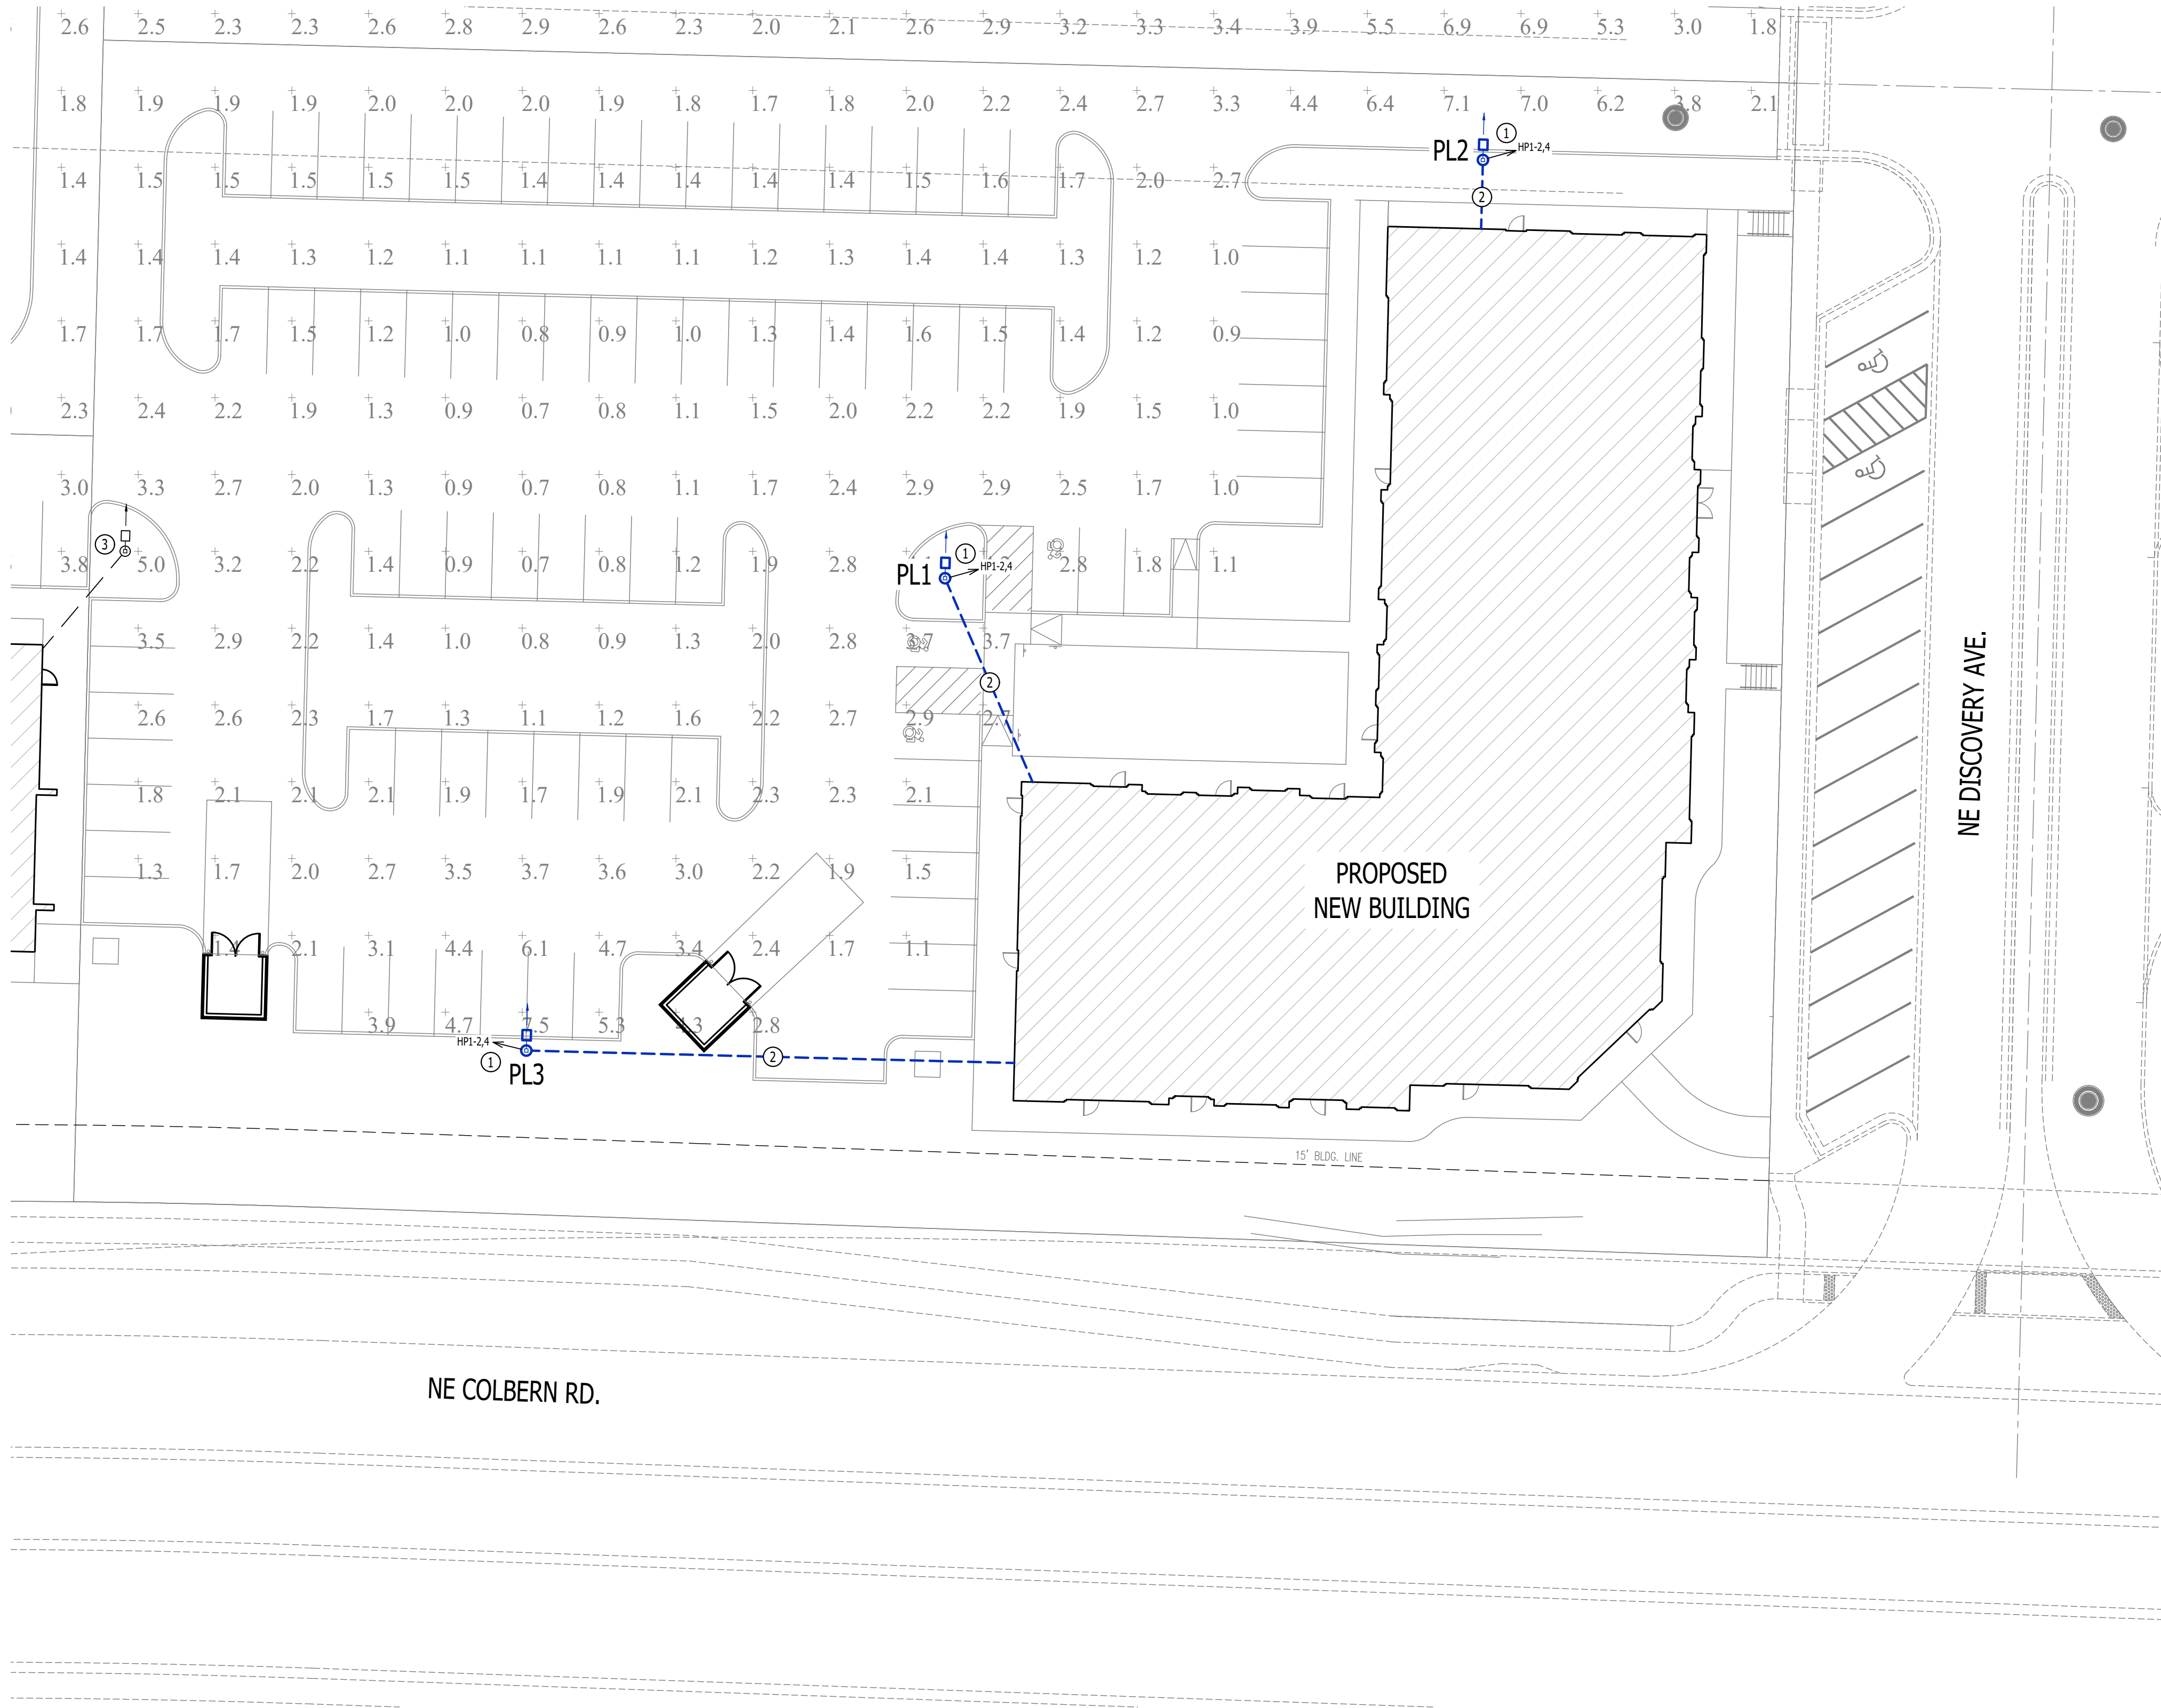 2.6 2.5 2.3 2.3 2.6 2.8 2.9 2.6 2.3 2.0 2.1 2.6 2.9 3.2 3.3 3.4 3.9 5.5 6.9 6.9 5.3 3.0 1.8
1.8 1.9 1.9 1.9 2.0 2.0 2.0 1.9 1.8 1.7 1.8 2.0 2.2 2.4 2.7 3.3 4.4 6.4 7.1 7.0 6.2 3.8 2.1
1
PL2 HP1-2,4
1.4 1.5 1.5 1.5 1.5 1.5 1.4 1.4 1.4 1.4 1.4 1.5 1.6 1.7 2.0 2.7
2
1.4 1.4 1.4 1.3 1.2 1.1 1.1 1.1 1.1 1.2 1.3 1.4 1.4 1.3 1.2 1.0
1.7 1.7 1.7 1.5 1.2 1.0 0.8 0.9 1.0 1.3 1.4 1.6 1.5 1.4 1.2 0.9
2.3 2.4 2.2 1.9 1.3 0.9 0.7 0.8 1.1 1.5 2.0 2.2 2.2 1.9 1.5 1.0
3.0 3.3 2.7 2.0 1.3 0.9 0.7 0.8 1.1 1.7 2.4 2.9 2.9 2.5 1.7 1.0
3 1
3.8 5.0 3.2 2.2 1.4 0.9 0.7 0.8 1.2 1.9 2.8 2.8 1.8 1.1
PL1 HP1-2,4
3.5 2.9 2.2 1.4 1.0 0.8 0.9 1.3 2.0 2.8 3.7 3.7
2
2.6 2.6 2.3 1.7 1.3 1.1 1.2 1.6 2.2 2.7 2.9 2.7
NE DISCOVERY AVE.
1.8 2.1 2.1 2.1 1.9 1.7 1.9 2.1 2.3 2.3 2.1
1.3 1.7 2.0 2.7 3.5 3.7 3.6 3.0 2.2 1.9 1.5
PROPOSED
NEW BUILDING
1.4 2.1 3.1 4.4 6.1 4.7 3.4 2.4 1.7 1.1
3.9 4.7 7.5 5.3 4.3 2.8
HP1-2,4
1 PL3 2
15' BLDG. LINE
NE COLBERN RD.